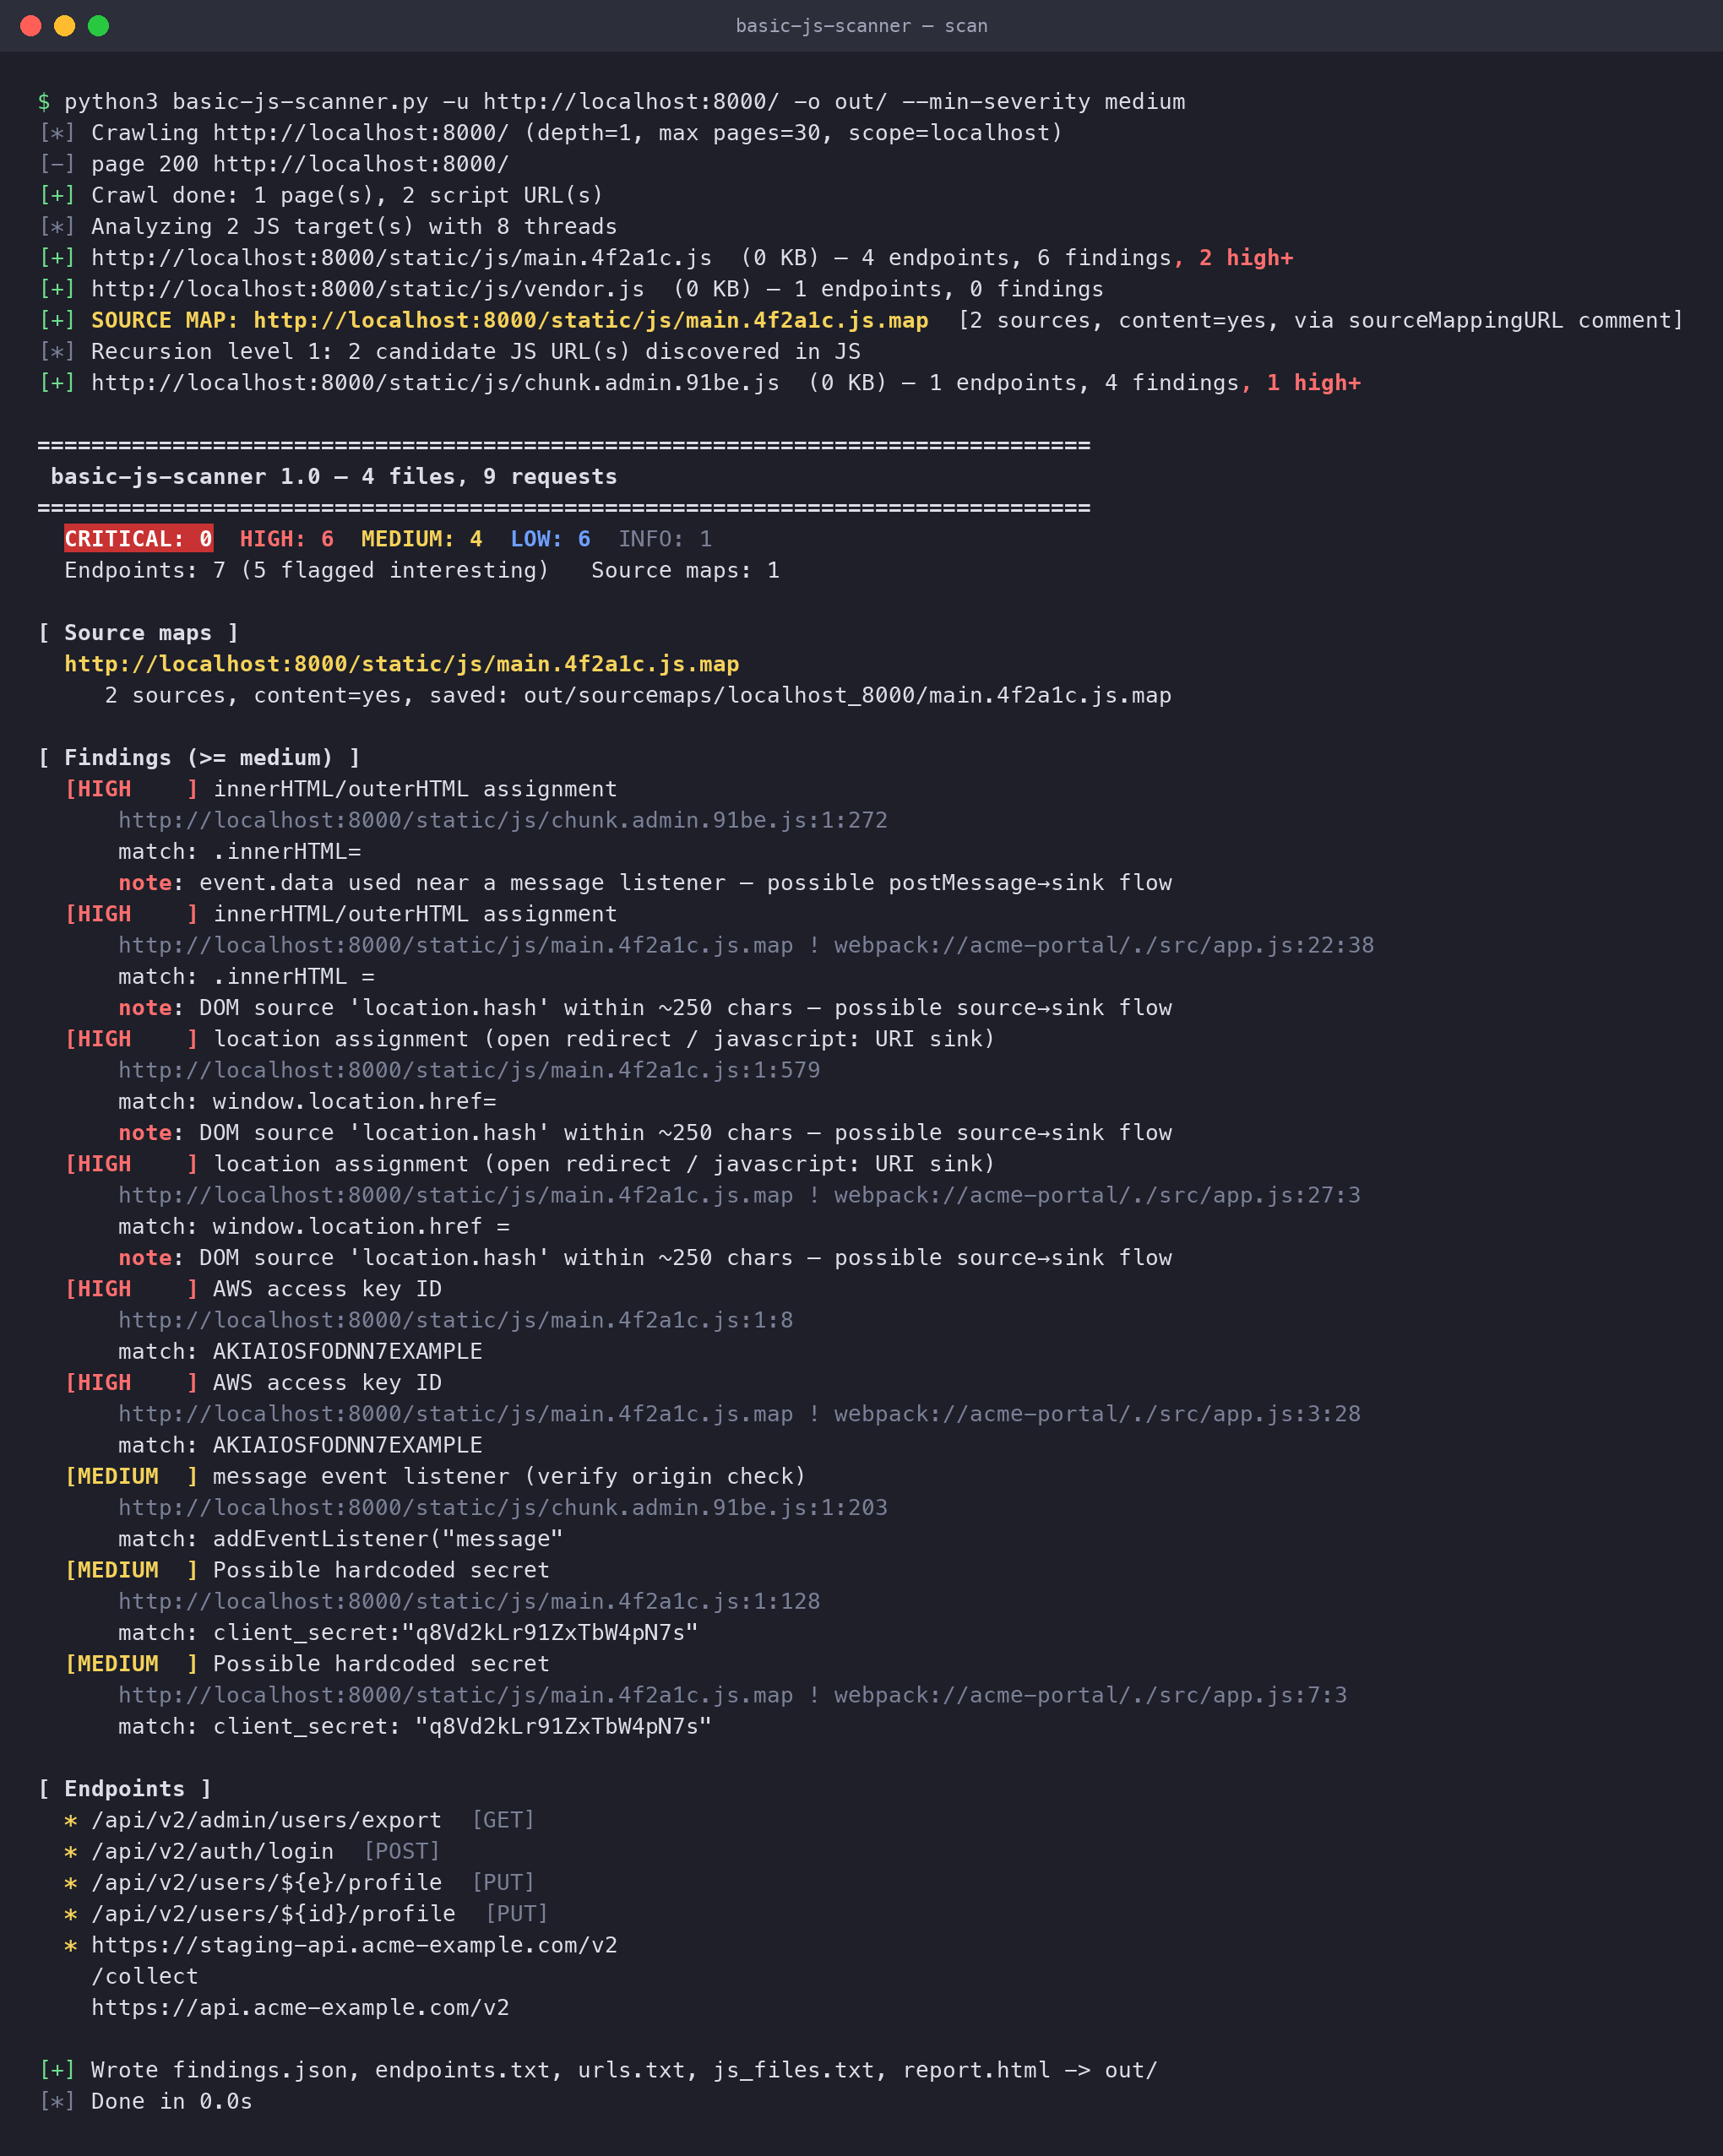 basic-js-scanner — scan
$ python3 basic-js-scanner.py -u http://localhost:8000/ -o out/ --min-severity medium
[*] Crawling http://localhost:8000/ (depth=1, max pages=30, scope=localhost)
[-] page 200 http://localhost:8000/
[+] Crawl done: 1 page(s), 2 script URL(s)
[*] Analyzing 2 JS target(s) with 8 threads
[+] http://localhost:8000/static/js/main.4f2a1c.js  (0 KB) — 4 endpoints, 6 findings, 2 high+
[+] http://localhost:8000/static/js/vendor.js  (0 KB) — 1 endpoints, 0 findings
[+] SOURCE MAP: http://localhost:8000/static/js/main.4f2a1c.js.map  [2 sources, content=yes, via sourceMappingURL comment]
[*] Recursion level 1: 2 candidate JS URL(s) discovered in JS
[+] http://localhost:8000/static/js/chunk.admin.91be.js  (0 KB) — 1 endpoints, 4 findings, 1 high+
==============================================================================
basic-js-scanner 1.0 — 4 files, 9 requests
==============================================================================
CRITICAL: 0  HIGH: 6  MEDIUM: 4  LOW: 6  INFO: 1
Endpoints: 7 (5 flagged interesting)   Source maps: 1
[ Source maps ]
http://localhost:8000/static/js/main.4f2a1c.js.map
2 sources, content=yes, saved: out/sourcemaps/localhost_8000/main.4f2a1c.js.map
[ Findings (>= medium) ]
[HIGH    ] innerHTML/outerHTML assignment
http://localhost:8000/static/js/chunk.admin.91be.js:1:272
match: .innerHTML=
note: event.data used near a message listener — possible postMessage→sink flow
[HIGH    ] innerHTML/outerHTML assignment
http://localhost:8000/static/js/main.4f2a1c.js.map ! webpack://acme-portal/./src/app.js:22:38
match: .innerHTML =
note: DOM source 'location.hash' within ~250 chars — possible source→sink flow
[HIGH    ] location assignment (open redirect / javascript: URI sink)
http://localhost:8000/static/js/main.4f2a1c.js:1:579
match: window.location.href=
note: DOM source 'location.hash' within ~250 chars — possible source→sink flow
[HIGH    ] location assignment (open redirect / javascript: URI sink)
http://localhost:8000/static/js/main.4f2a1c.js.map ! webpack://acme-portal/./src/app.js:27:3
match: window.location.href =
note: DOM source 'location.hash' within ~250 chars — possible source→sink flow
[HIGH    ] AWS access key ID
http://localhost:8000/static/js/main.4f2a1c.js:1:8
match: AKIAIOSFODNN7EXAMPLE
[HIGH    ] AWS access key ID
http://localhost:8000/static/js/main.4f2a1c.js.map ! webpack://acme-portal/./src/app.js:3:28
match: AKIAIOSFODNN7EXAMPLE
[MEDIUM  ] message event listener (verify origin check)
http://localhost:8000/static/js/chunk.admin.91be.js:1:203
match: addEventListener("message"
[MEDIUM  ] Possible hardcoded secret
http://localhost:8000/static/js/main.4f2a1c.js:1:128
match: client_secret:"q8Vd2kLr91ZxTbW4pN7s"
[MEDIUM  ] Possible hardcoded secret
http://localhost:8000/static/js/main.4f2a1c.js.map ! webpack://acme-portal/./src/app.js:7:3
match: client_secret: "q8Vd2kLr91ZxTbW4pN7s"
[ Endpoints ]
* /api/v2/admin/users/export  [GET]
* /api/v2/auth/login  [POST]
* /api/v2/users/${e}/profile  [PUT]
* /api/v2/users/${id}/profile  [PUT]
* https://staging-api.acme-example.com/v2
/collect
https://api.acme-example.com/v2
[+] Wrote findings.json, endpoints.txt, urls.txt, js_files.txt, report.html -> out/
[*] Done in 0.0s